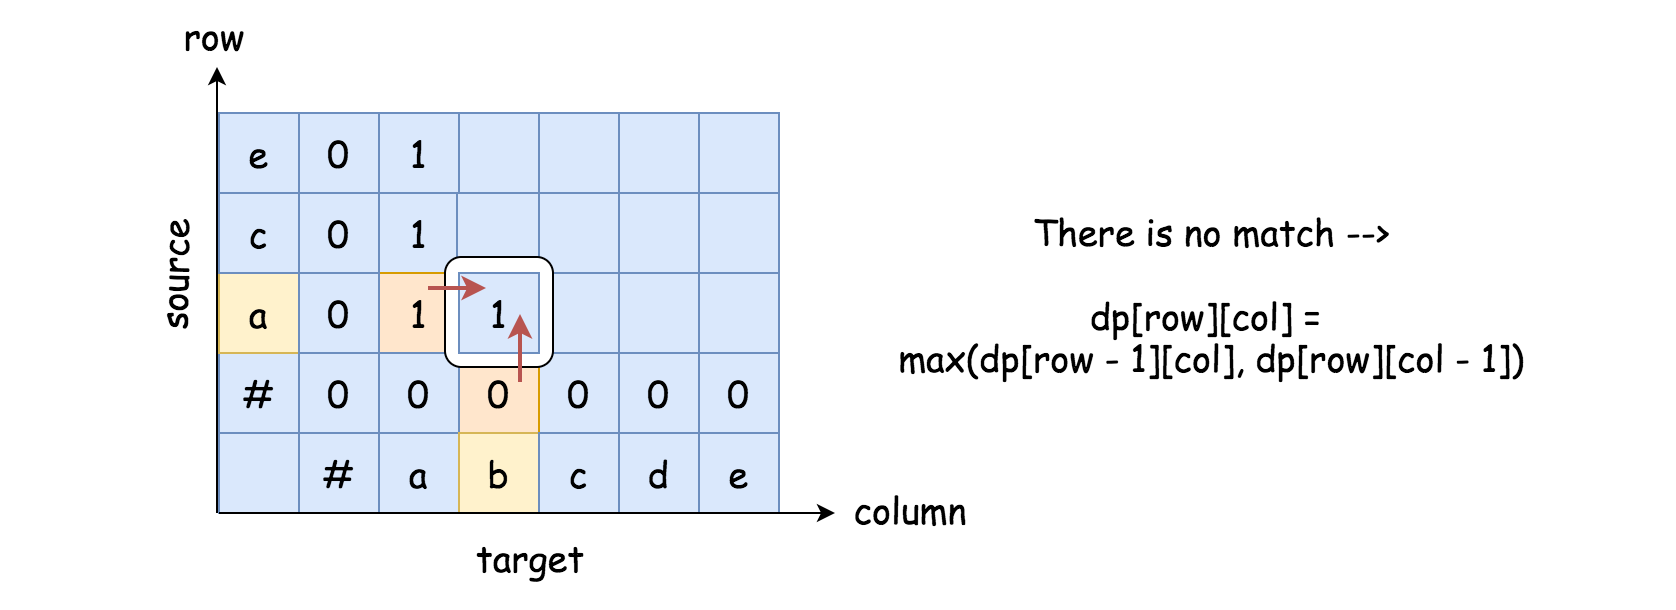 row
e 0 1
c 0 1
a 0 1 1
# 0 0 0 0 0 0
# a b c d e
source
column
target
There is no match -->
dp[row][col] =
max(dp[row - 1][col], dp[row][col - 1])